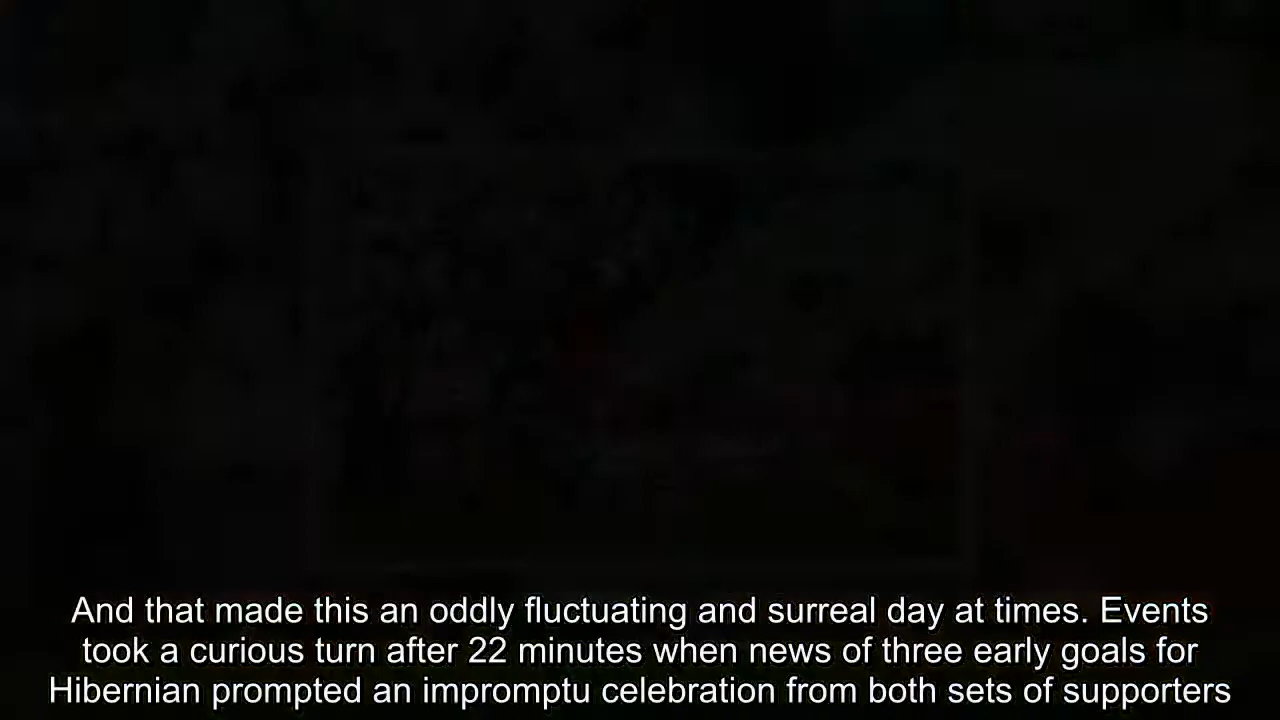 And that made this an oddly fluctuating and surreal day at times. Events
took a curious turn after 22 minutes when news of three early goals for
Hibernian prompted an impromptu celebration from both sets of supporters